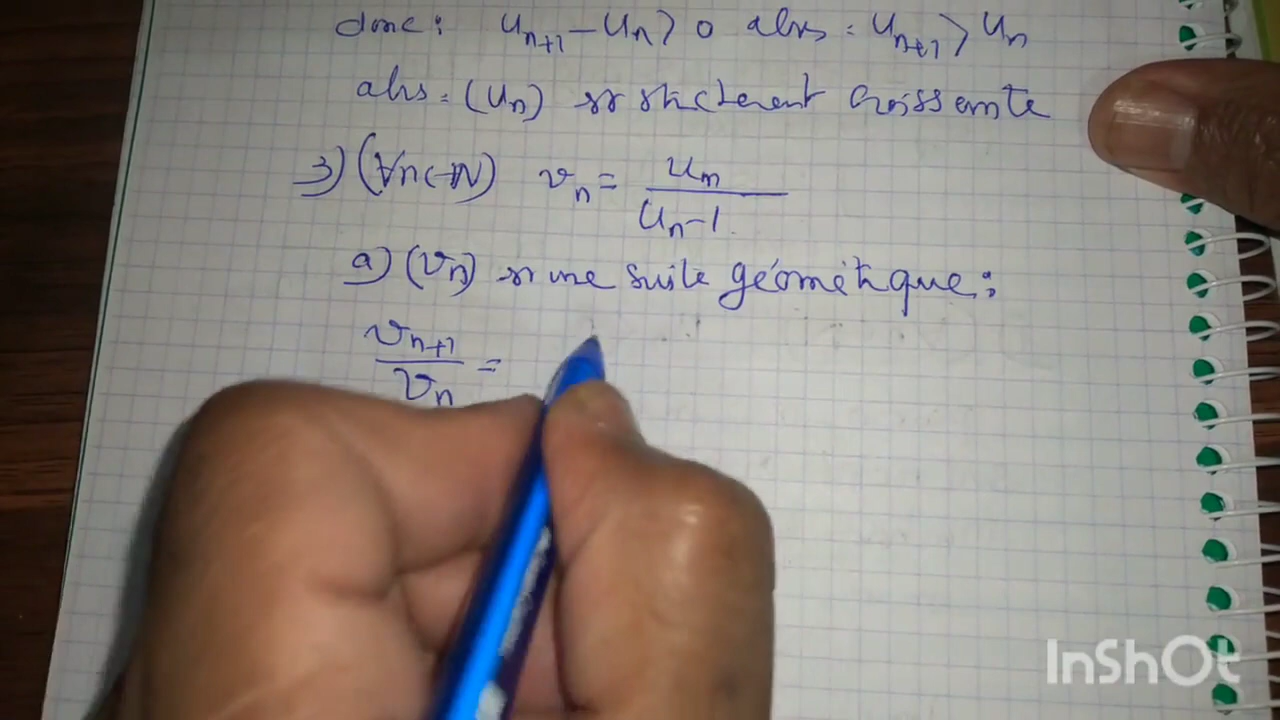 donc : Uₙ₊₁ - Uₙ > 0 alors : Uₙ₊₁ > Uₙ
alors : (Uₙ) est strictement croissante
3) (∀n∈ℕ) vₙ = Uₙ / (Uₙ - 1)
a) (vₙ) est une suite géométrique :
vₙ₊₁ / vₙ =
InShOt